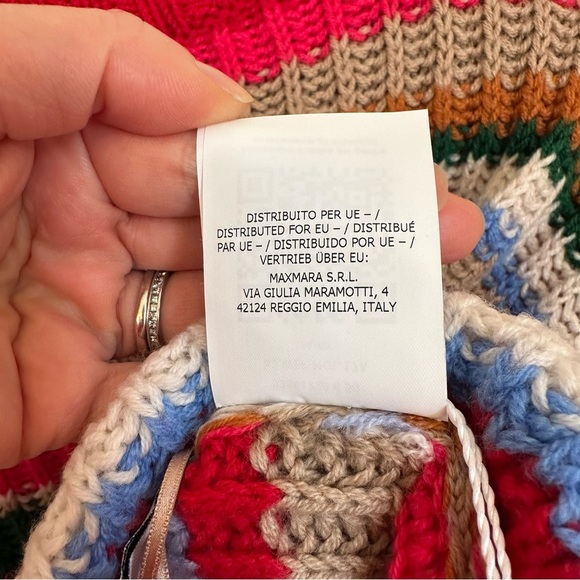 DISTRIBUITO PER UE – /
DISTRIBUTED FOR EU – / DISTRIBUÉ
PAR UE – / DISTRIBUIDO POR UE – /
VERTRIEB ÜBER EU:
MAXMARA S.R.L.
VIA GIULIA MARAMOTTI, 4
42124 REGGIO EMILIA, ITALY